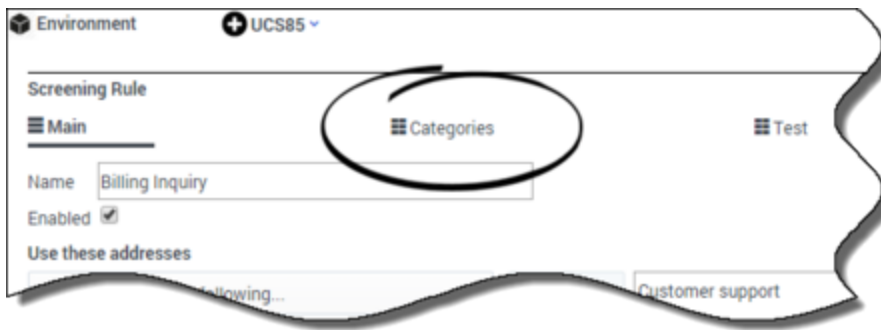 Environment UCS85
Screening Rule
Main Categories Test
Name Billing Inquiry
Enabled
Use these addresses
Customer support